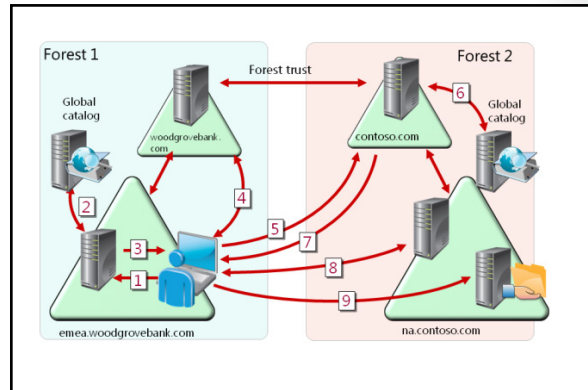 Forest 1
Forest 2
Forest trust
Global
catalog
woodgrovebank.
com
contoso.com
6
Global
catalog
2
4
5
7
3
1
8
9
emea.woodgrovebank.com
na.contoso.com